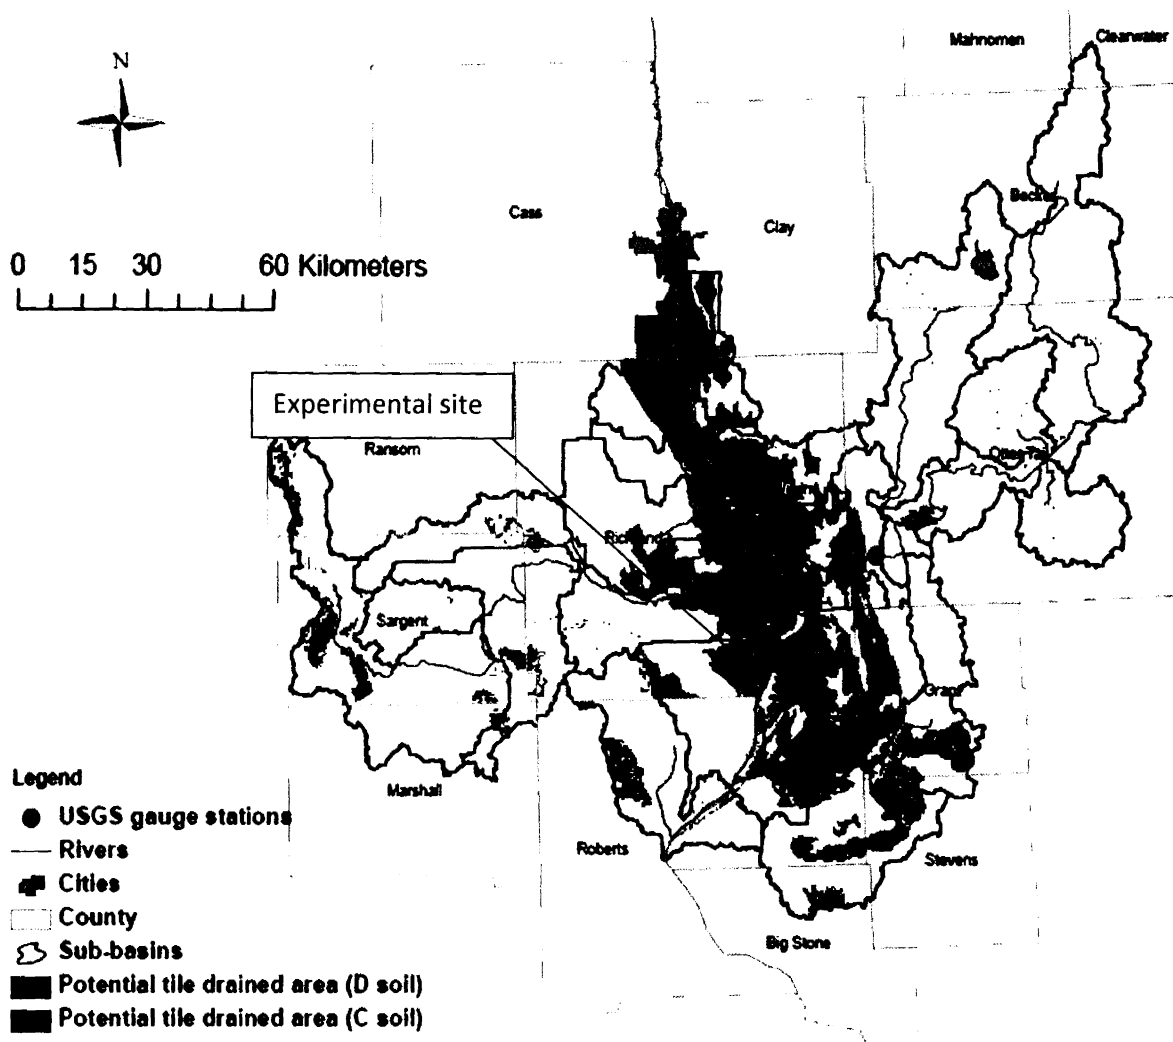 Mahnomen
Clearwater
N
Becker
Cass
Clay
0 15 30 60 Kilometers
Experimental site
Ransom
Richland
Sargent
Grant
Legend
Marshall
USGS gauge stations
Rivers
Roberts
Stevens
Cities
County
Big Stone
Sub-basins
Potential tile drained area (D soil)
Potential tile drained area (C soil)